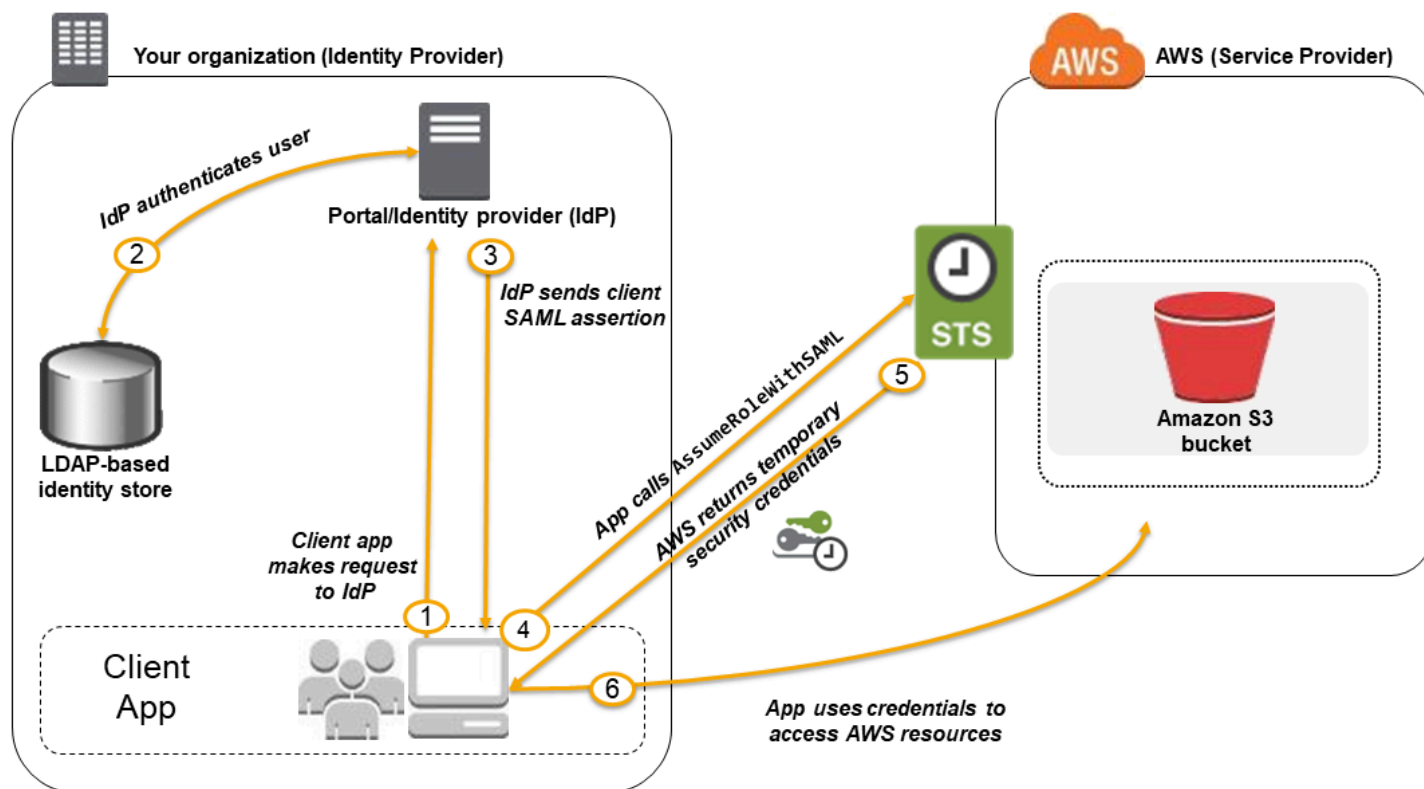 Your organization (Identity Provider)
AWS
AWS (Service Provider)
IdP authenticates user
Portal/Identity provider (IdP)
2
3
IdP sends client
SAML assertion
STS
LDAP-based
identity store
5
Amazon S3
bucket
App calls AssumeRoleWithSAML
AWS returns temporary
security credentials
Client app
makes request
to IdP
1
4
Client
App
6
App uses credentials to
access AWS resources